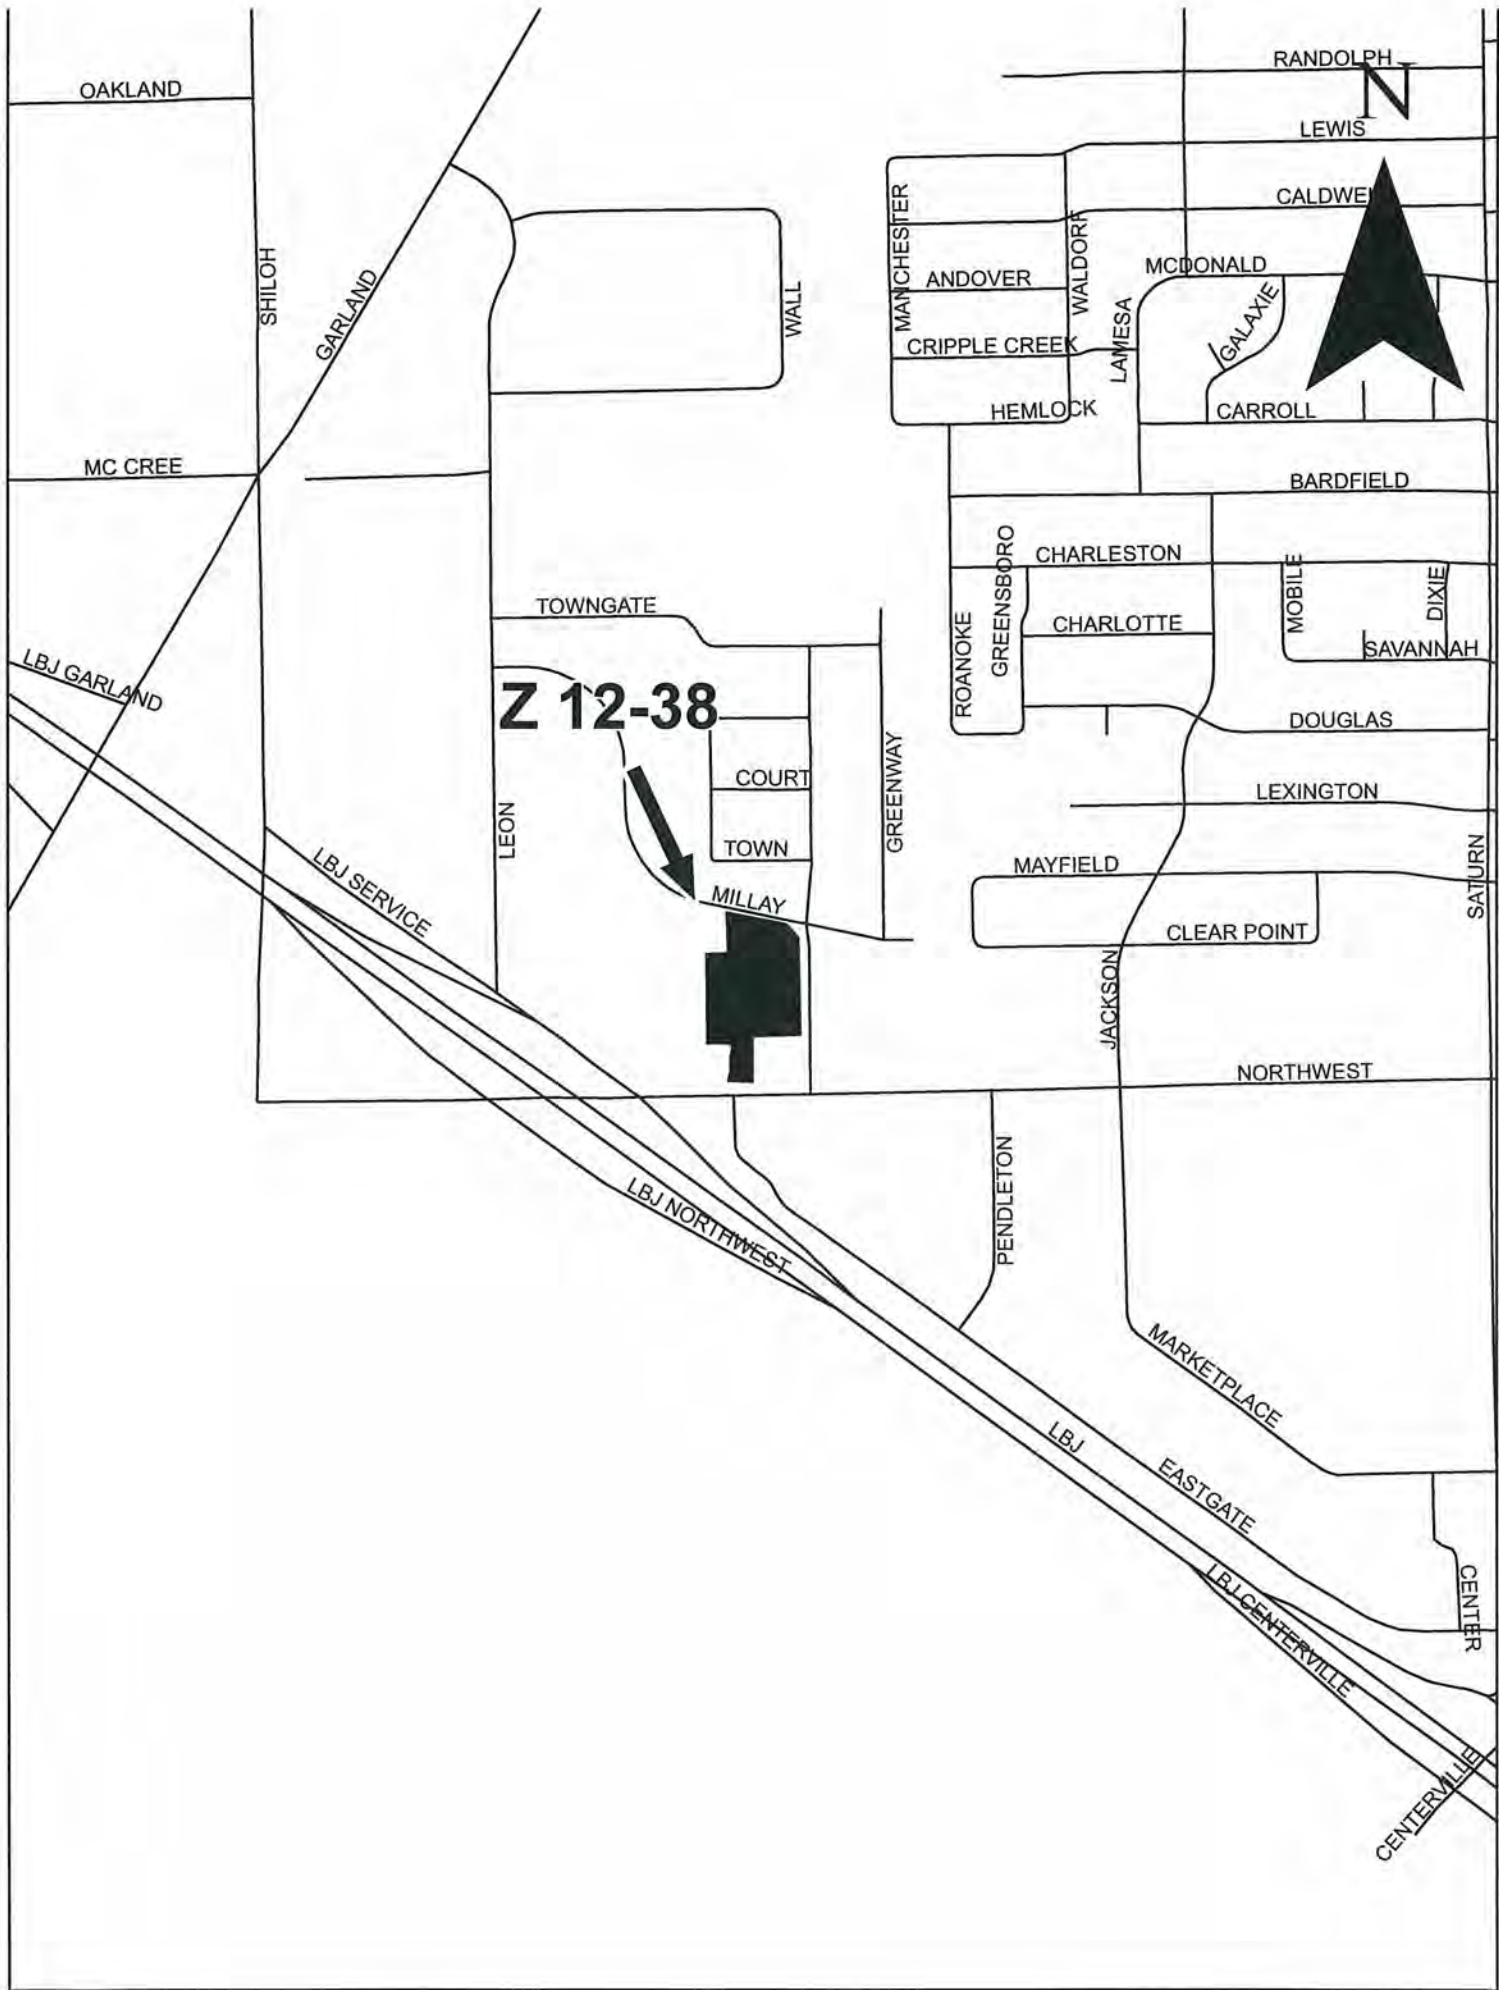 RANDOLPH
N
OAKLAND
LEWIS
CALDWEL
MANCHESTER
WALDORF
SHILOH
GARLAND
WALL
ANDOVER
MCDONALD
GALAXIE
LAMESA
CRIPPLE CREEK
HEMLOCK
CARROLL
MC CREE
BARDFIELD
CHARLESTON
GREENSBORO
MOBILE
DIXIE
TOWNGATE
ROANOKE
CHARLOTTE
SAVANNAH
LBJ GARLAND
Z 12-38
DOUGLAS
COURT
GREENWAY
LEXINGTON
LEON
TOWN
LBJ SERVICE
MAYFIELD
SATURN
MILLAY
CLEAR POINT
JACKSON
NORTHWEST
PENDLETON
LBJ NORTHWEST
MARKETPLACE
LBJ
EASTGATE
CENTER
LBJ CENTERVILLE
CENTERVILLE